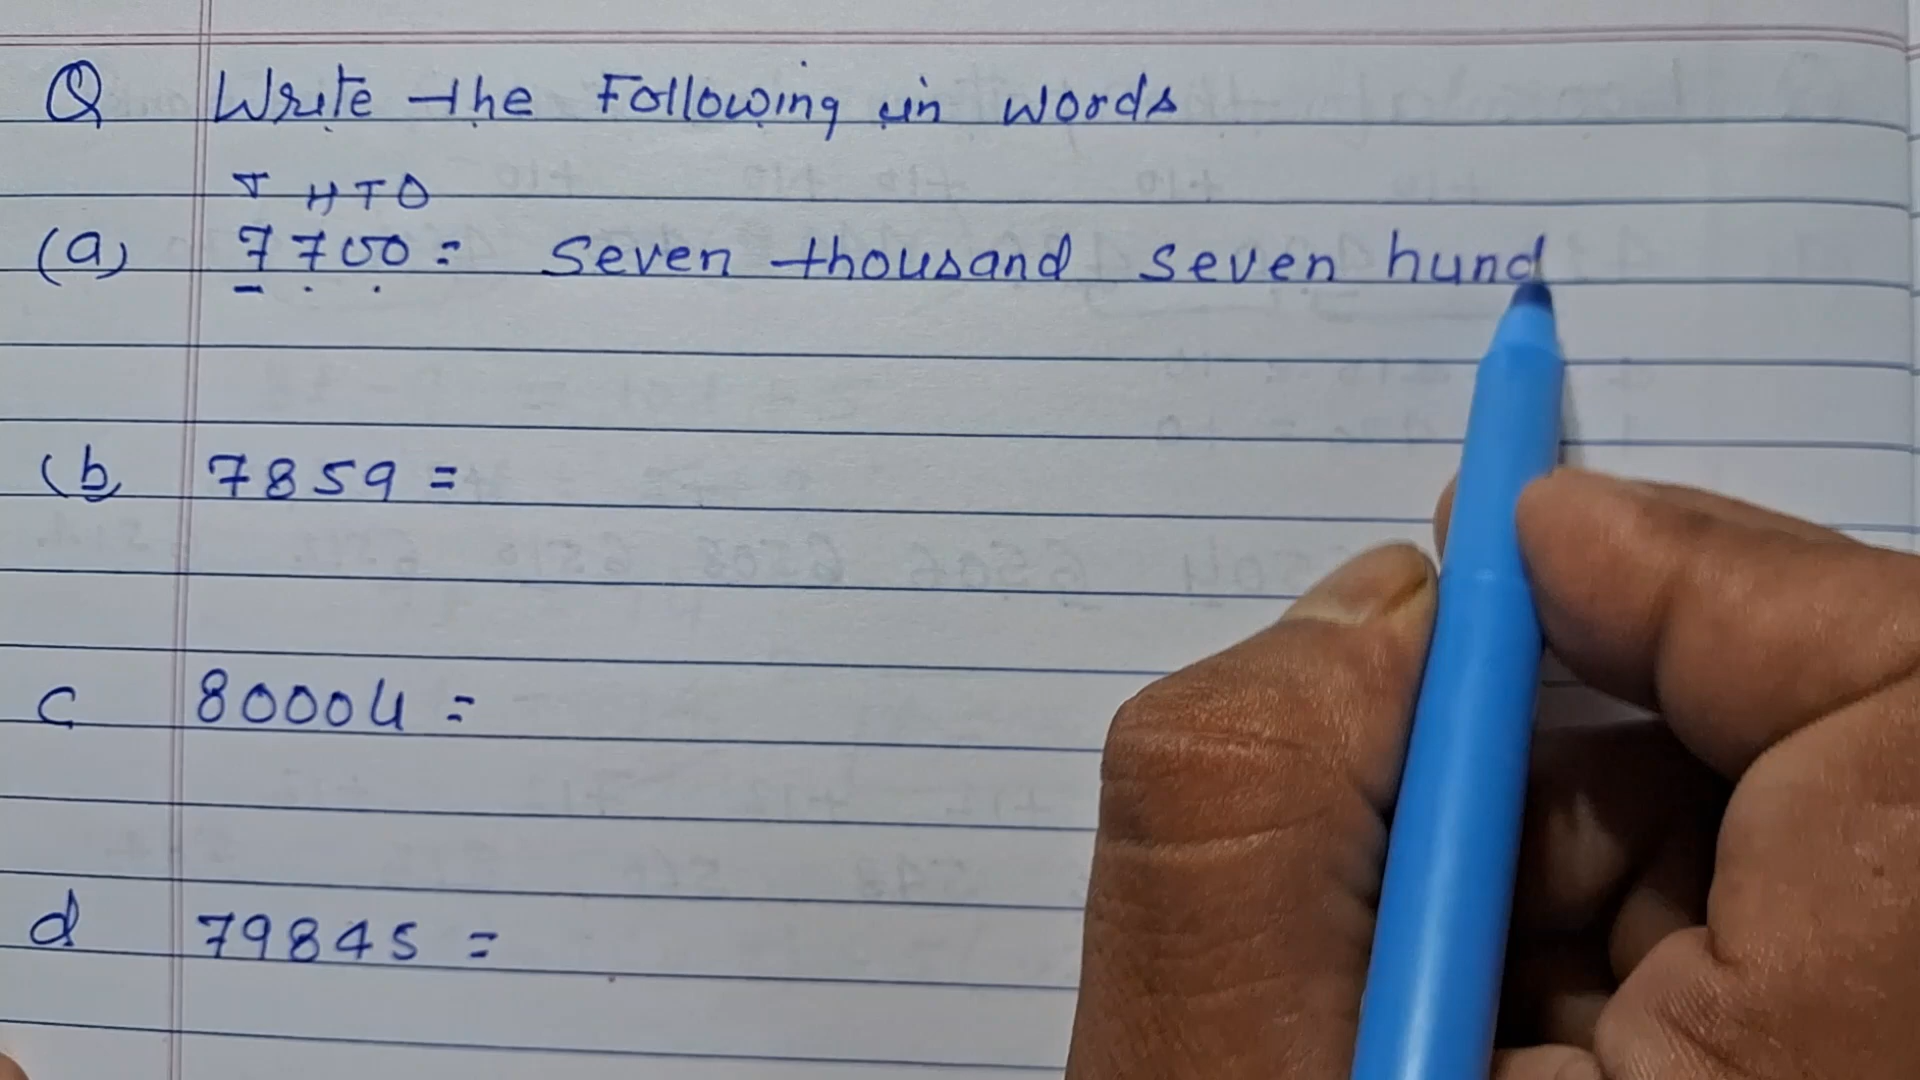 Q Write the Following in words
T H T O
(a) 7700 = Seven thousand seven hund
(b) 7859 =
c 80004 =
d 79845 =